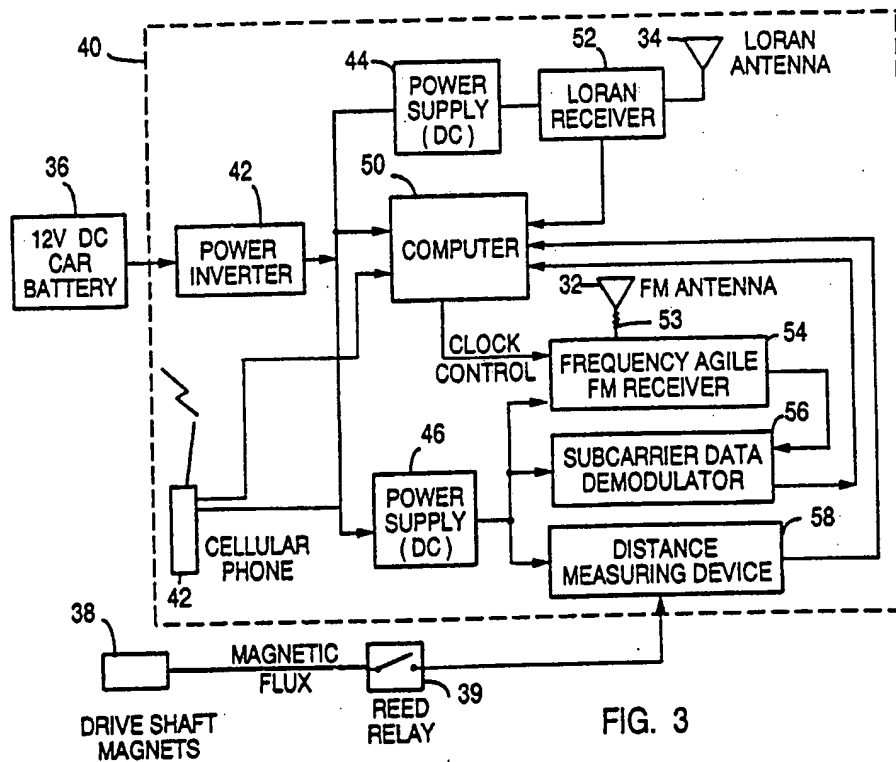 40
44
POWER
SUPPLY
(DC)
52
LORAN
RECEIVER
34
LORAN
ANTENNA
36
12V DC
CAR
BATTERY
42
POWER
INVERTER
50
COMPUTER
32
FM ANTENNA
53
CLOCK
CONTROL
54
FREQUENCY AGILE
FM RECEIVER
56
SUBCARRIER DATA
DEMODULATOR
46
POWER
SUPPLY
(DC)
58
DISTANCE
MEASURING DEVICE
CELLULAR
PHONE
42
38
DRIVE SHAFT
MAGNETS
MAGNETIC
FLUX
39
REED
RELAY
FIG. 3